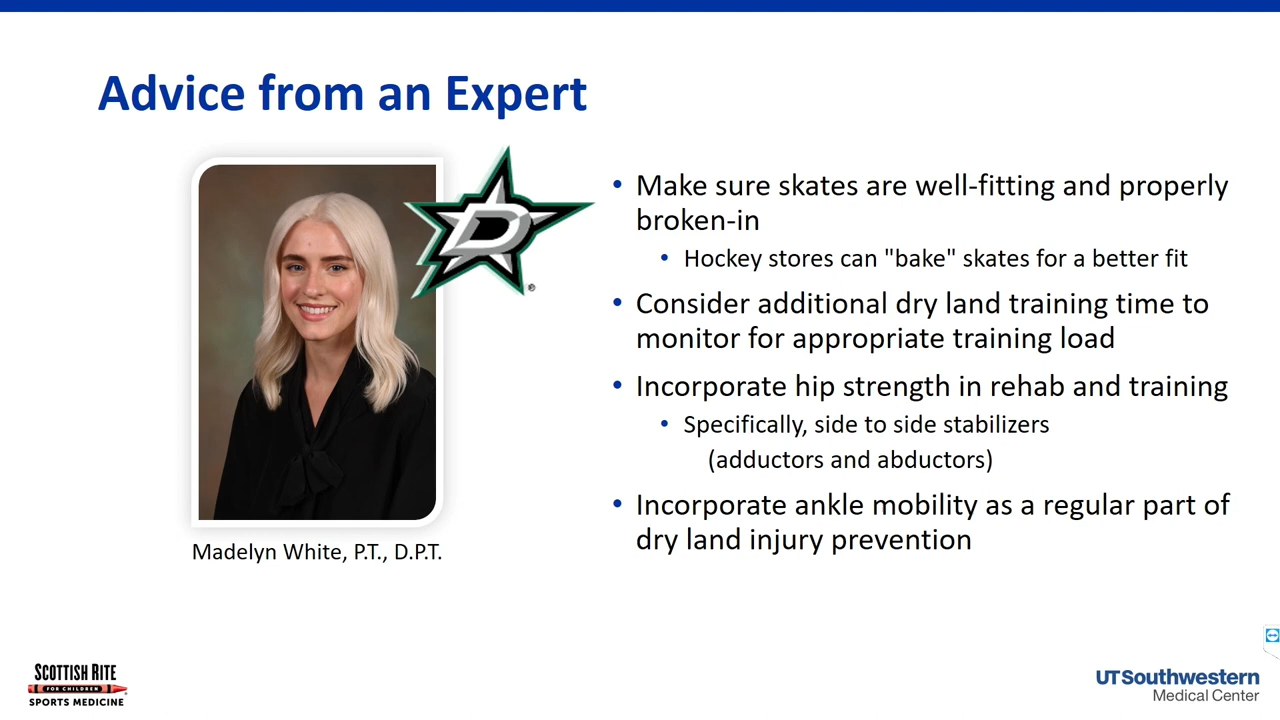 Advice from an Expert
D
®
Madelyn White, P.T., D.P.T.
• Make sure skates are well-fitting and properly
broken-in
• Hockey stores can "bake" skates for a better fit
• Consider additional dry land training time to
monitor for appropriate training load
• Incorporate hip strength in rehab and training
• Specifically, side to side stabilizers
(adductors and abductors)
• Incorporate ankle mobility as a regular part of
dry land injury prevention
SCOTTISH RITE
FOR CHILDREN
SPORTS MEDICINE
UTSouthwestern
Medical Center